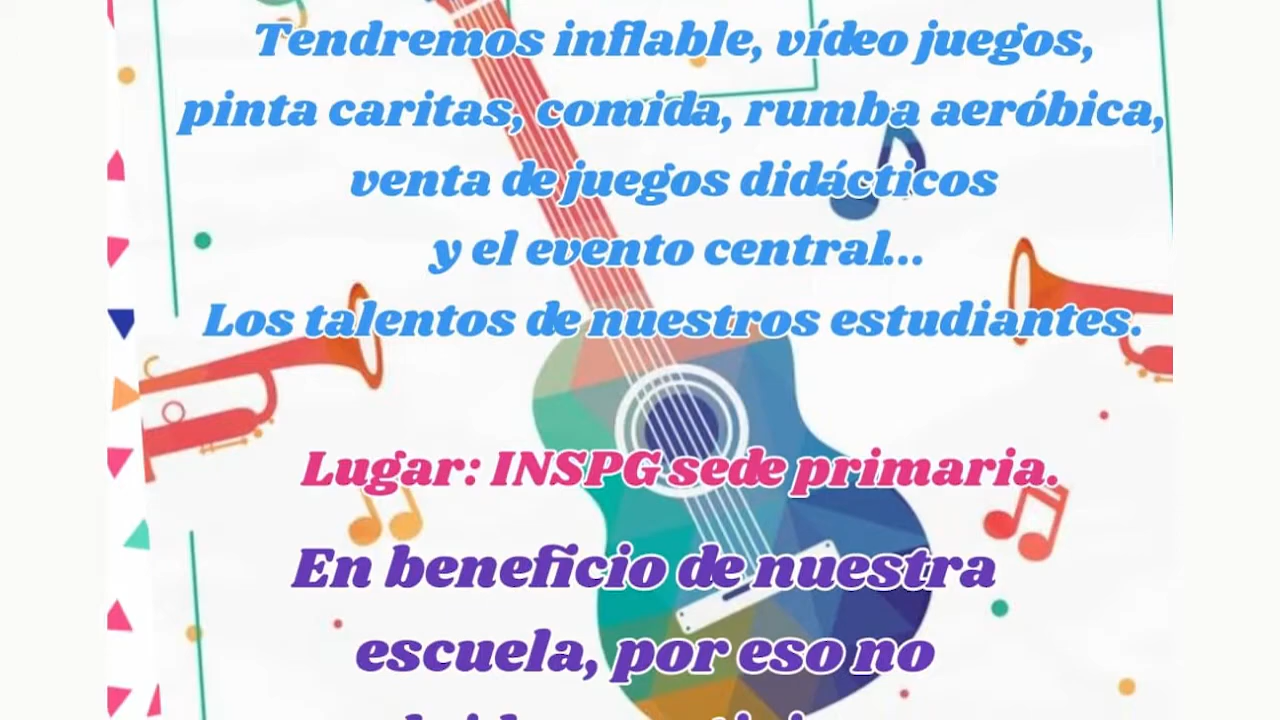 Tendremos inflable, vídeo juegos,
pinta caritas, comida, rumba aeróbica,
venta de juegos didácticos
y el evento central...
Los talentos de nuestros estudiantes.
Lugar: INSPG sede primaria.
En beneficio de nuestra
escuela, por eso no